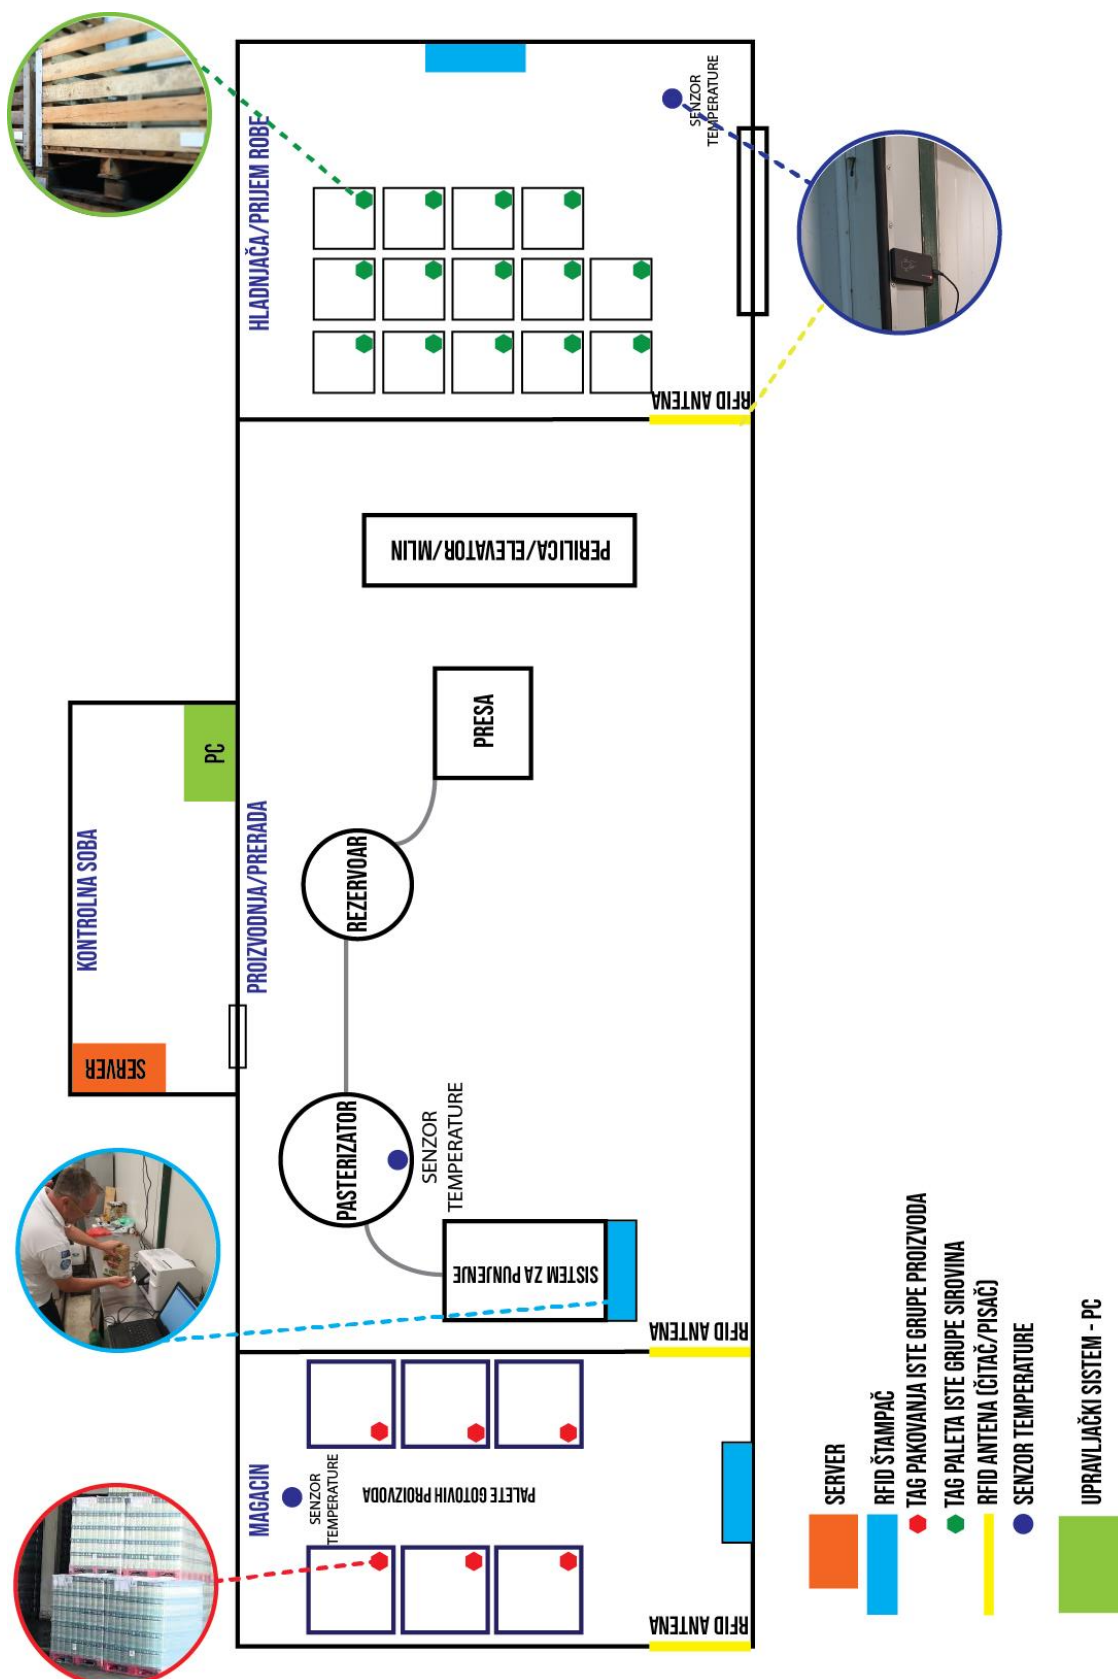 HLADNJAČA/PRIJEM ROBE
SENZOR
TEMPERATURE
RFID ANTENA
PERILICA/ELEVATOR/MLIN
PRESA
PC
KONTROLNA SOBA
PROIZVODNJA/PRERADA
REZERVOAR
SERVER
PASTERIZATOR
SENZOR
TEMPERATURE
SISTEM ZA PUNJENJE
RFID ANTENA
MAGACIN
SENZOR
TEMPERATURE
PALETE GOTOVIH PROIZVODA
RFID ANTENA
SERVER
RFID ŠTAMPAČ
TAG PAKOVANJA ISTE GRUPE PROIZVODA
TAG PALETA ISTE GRUPE SIROVINA
RFID ANTENA (ČITAČ/PISAČ)
SENZOR TEMPERATURE
UPRAVLJAČKI SISTEM - PC